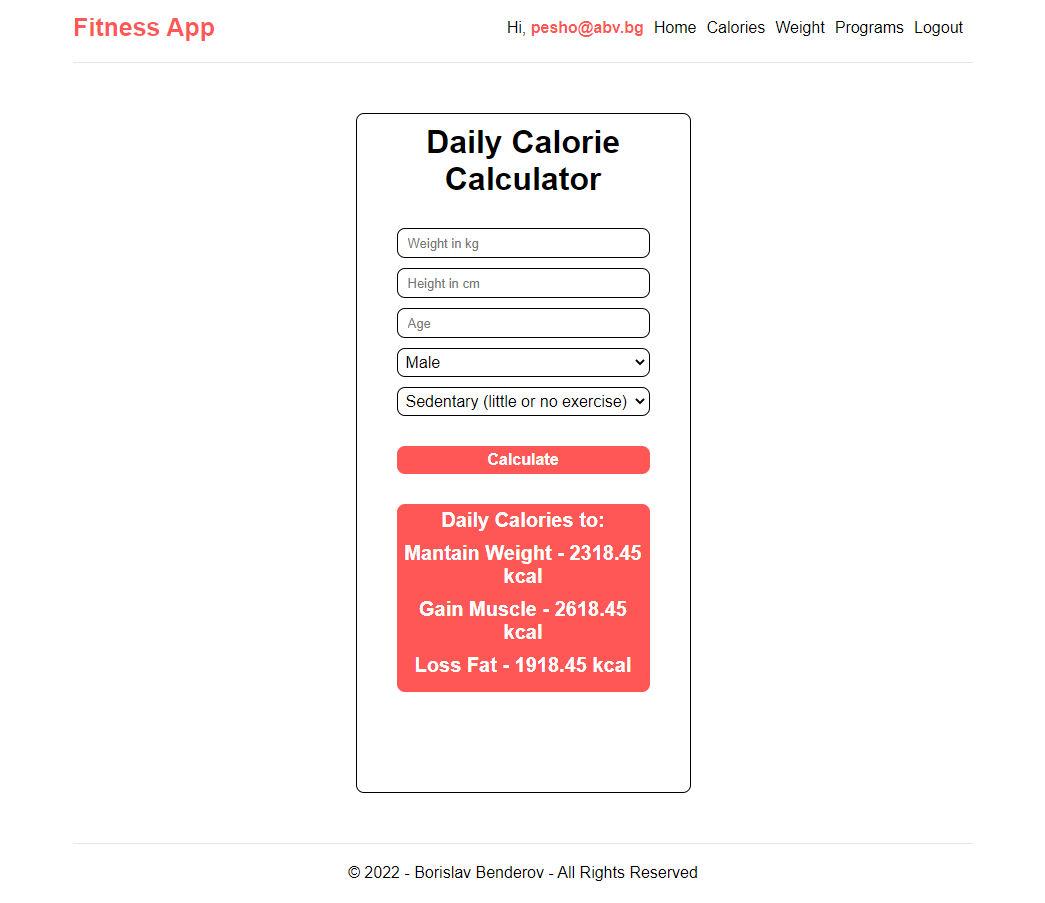 Fitness App
Hi, pesho@abv.bg Home Calories Weight Programs Logout
Daily Calorie
Calculator
Weight in kg
Height in cm
Age
Male
Sedentary (little or no exercise)
Calculate
Daily Calories to:
Mantain Weight - 2318.45
kcal
Gain Muscle - 2618.45
kcal
Loss Fat - 1918.45 kcal
© 2022 - Borislav Benderov - All Rights Reserved